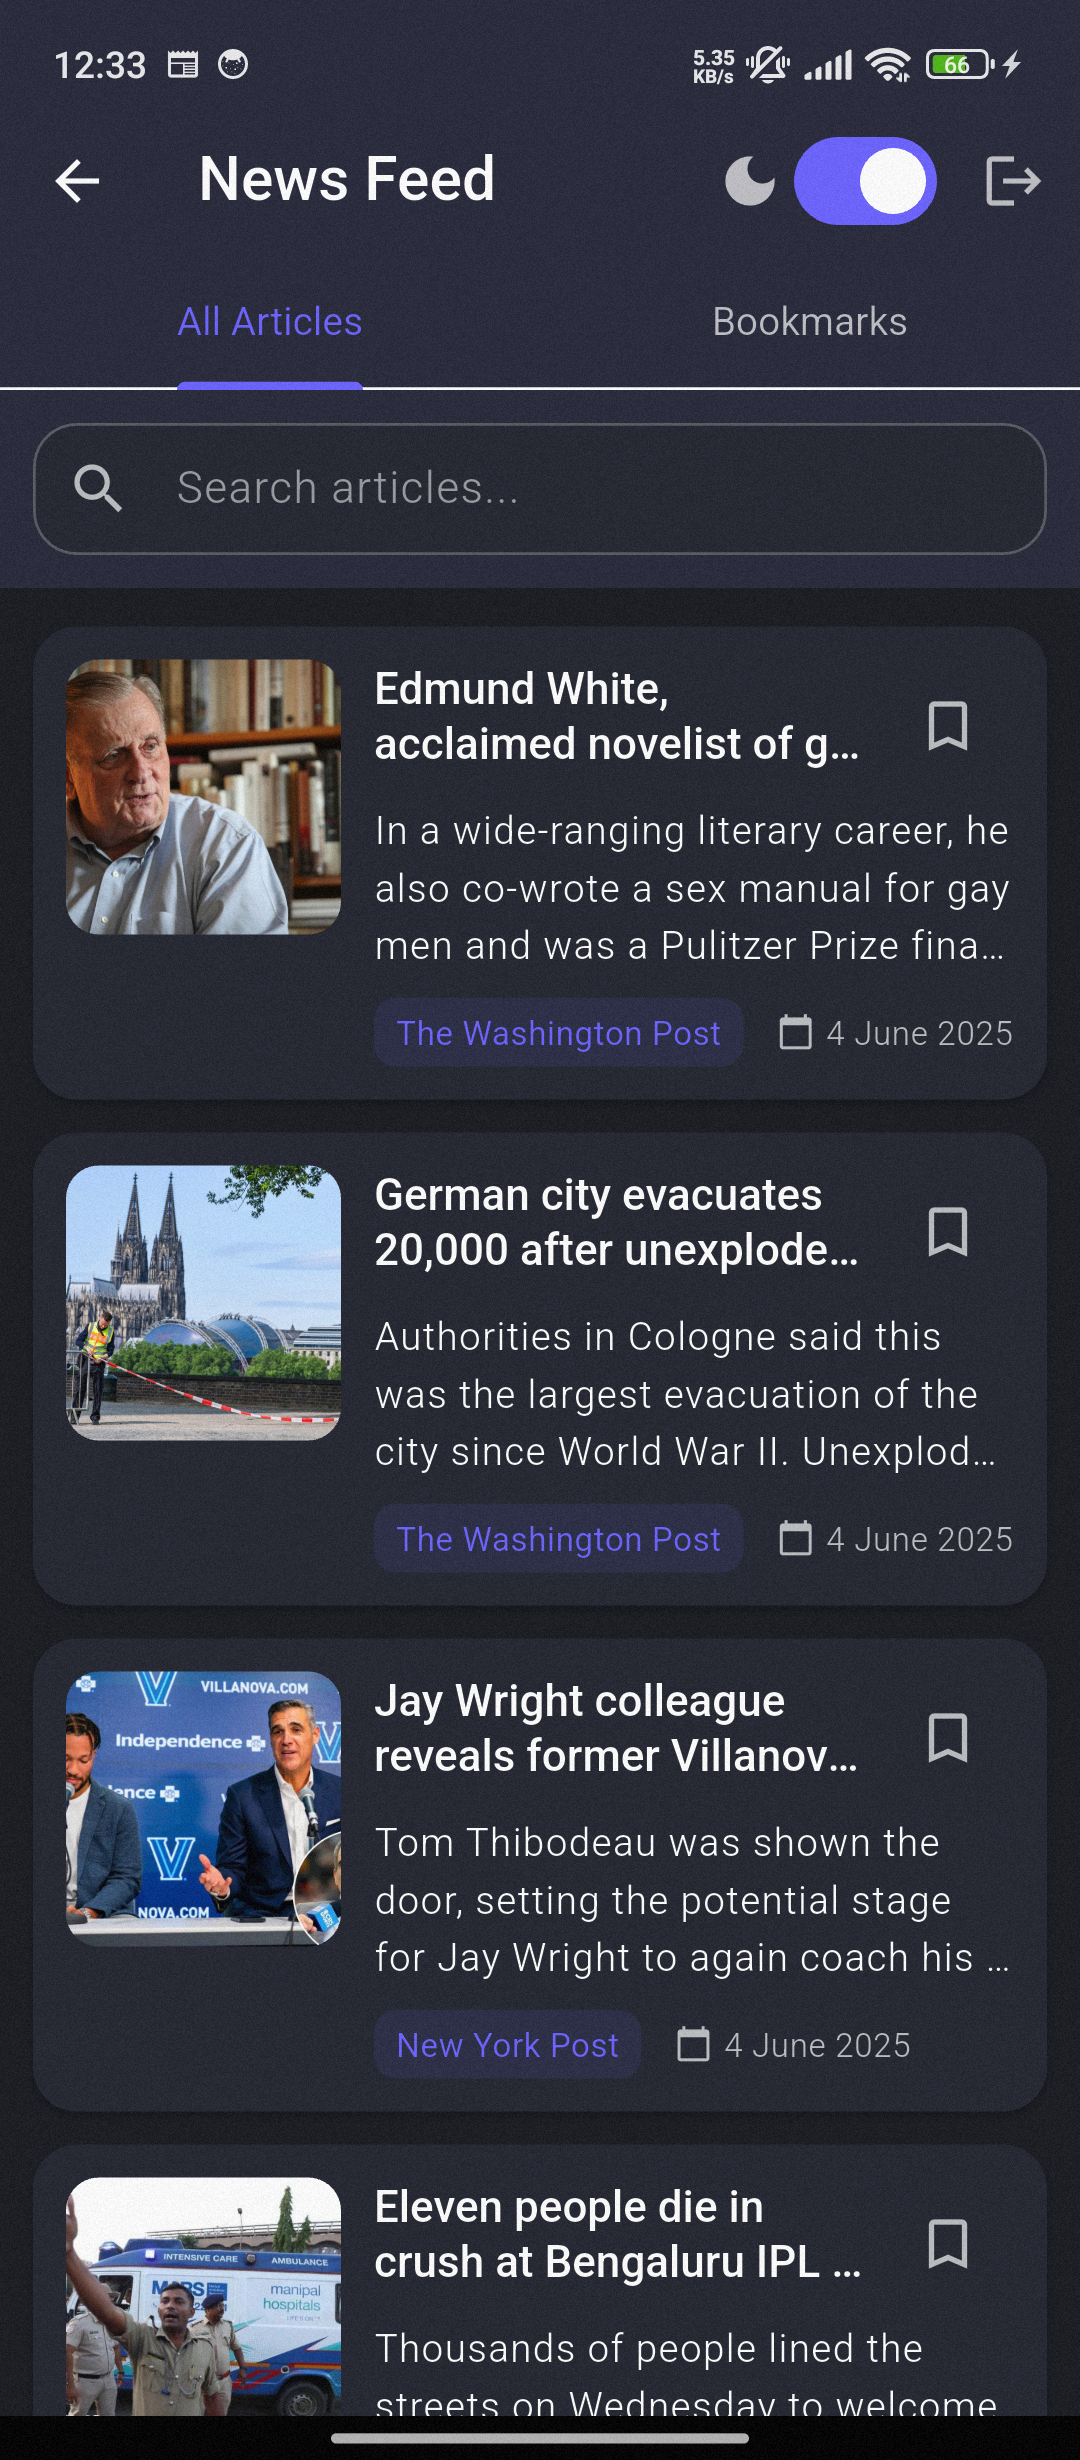 12:33
5.35
KB/s
66
News Feed
All Articles
Bookmarks
Search articles...
Edmund White,
acclaimed novelist of g...
In a wide-ranging literary career, he
also co-wrote a sex manual for gay
men and was a Pulitzer Prize fina...
The Washington Post
4 June 2025
German city evacuates
20,000 after unexplode...
Authorities in Cologne said this
was the largest evacuation of the
city since World War II. Unexplod...
The Washington Post
4 June 2025
VILLANOVA.COM
Independence
ence
NOVA.COM
Jay Wright colleague
reveals former Villanov...
Tom Thibodeau was shown the
door, setting the potential stage
for Jay Wright to again coach his ...
New York Post
4 June 2025
INTENSIVE CARE
AMBULANCE
manipal
hospitals
Eleven people die in
crush at Bengaluru IPL ...
Thousands of people lined the
streets on Wednesday to welcome